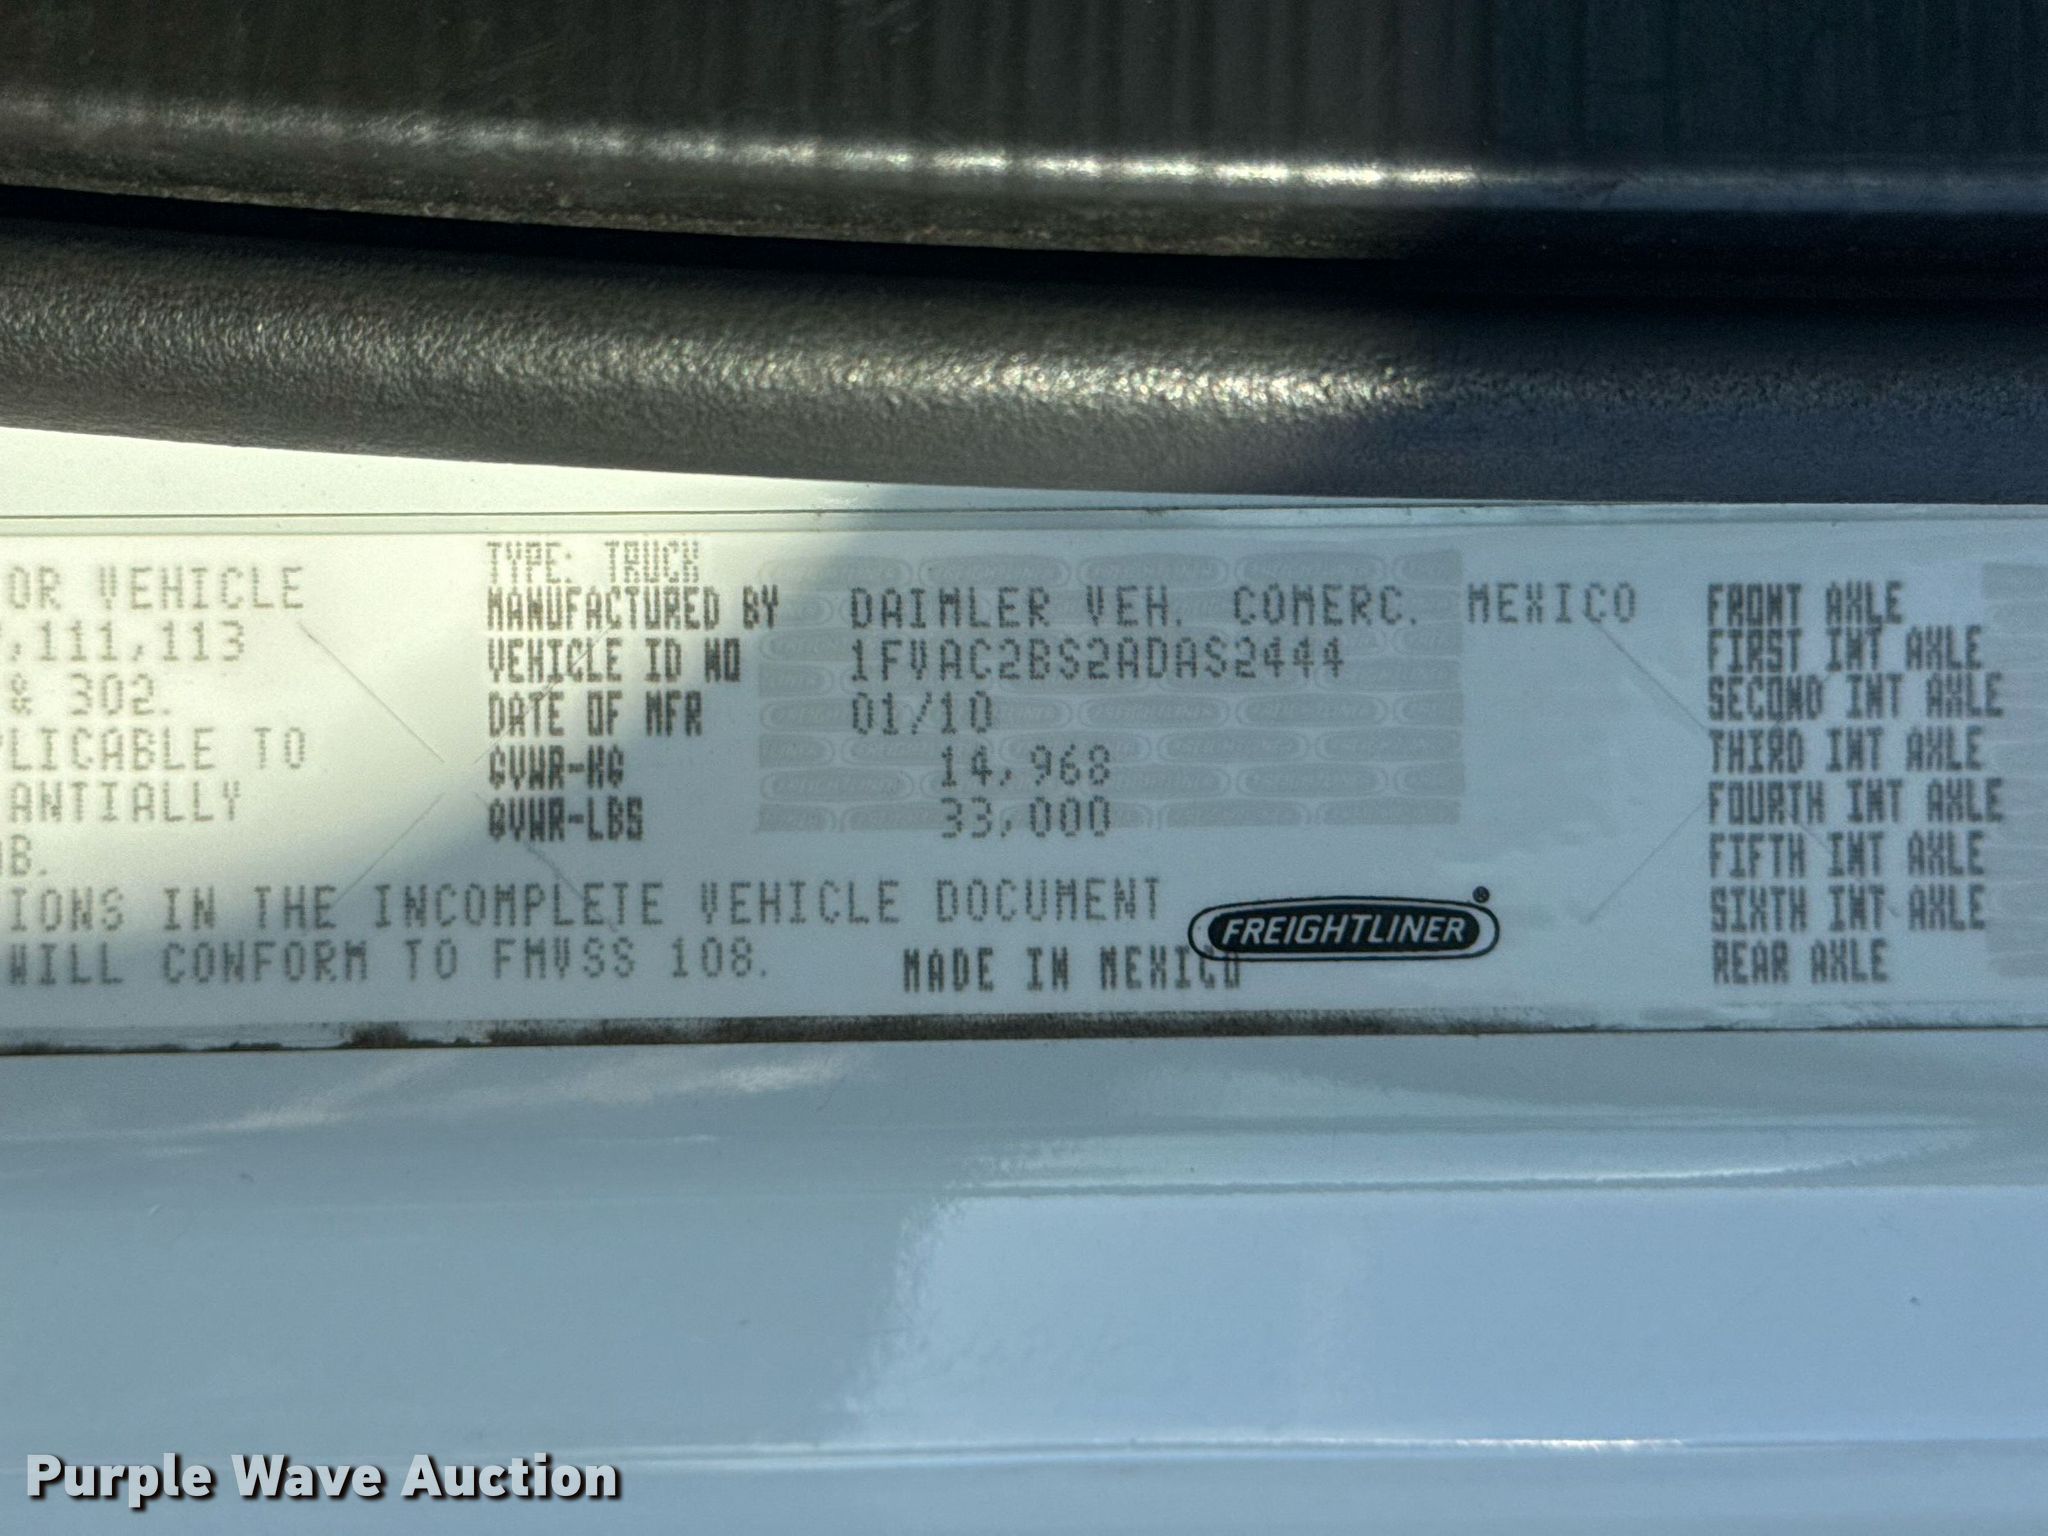 OR VEHICLE
,111,113
& 302.
LICABLE TO
ANTIALLY
B.
IONS IN THE INCOMPLETE VEHICLE DOCUMENT
WILL CONFORM TO FMVSS 108.
TYPE: TRUCK
MANUFACTURED BY DAIMLER VEH. COMERC. MEXICO
VEHICLE ID NO 1FVAC2BS2ADAS2444
DATE OF MFR 01/10
GVWR-KG 14,968
GVWR-LBS 33,000
FREIGHTLINER®
MADE IN MEXICO
FRONT AXLE
FIRST INT AXLE
SECOND INT AXLE
THIRD INT AXLE
FOURTH INT AXLE
FIFTH INT AXLE
SIXTH INT AXLE
REAR AXLE
Purple Wave Auction